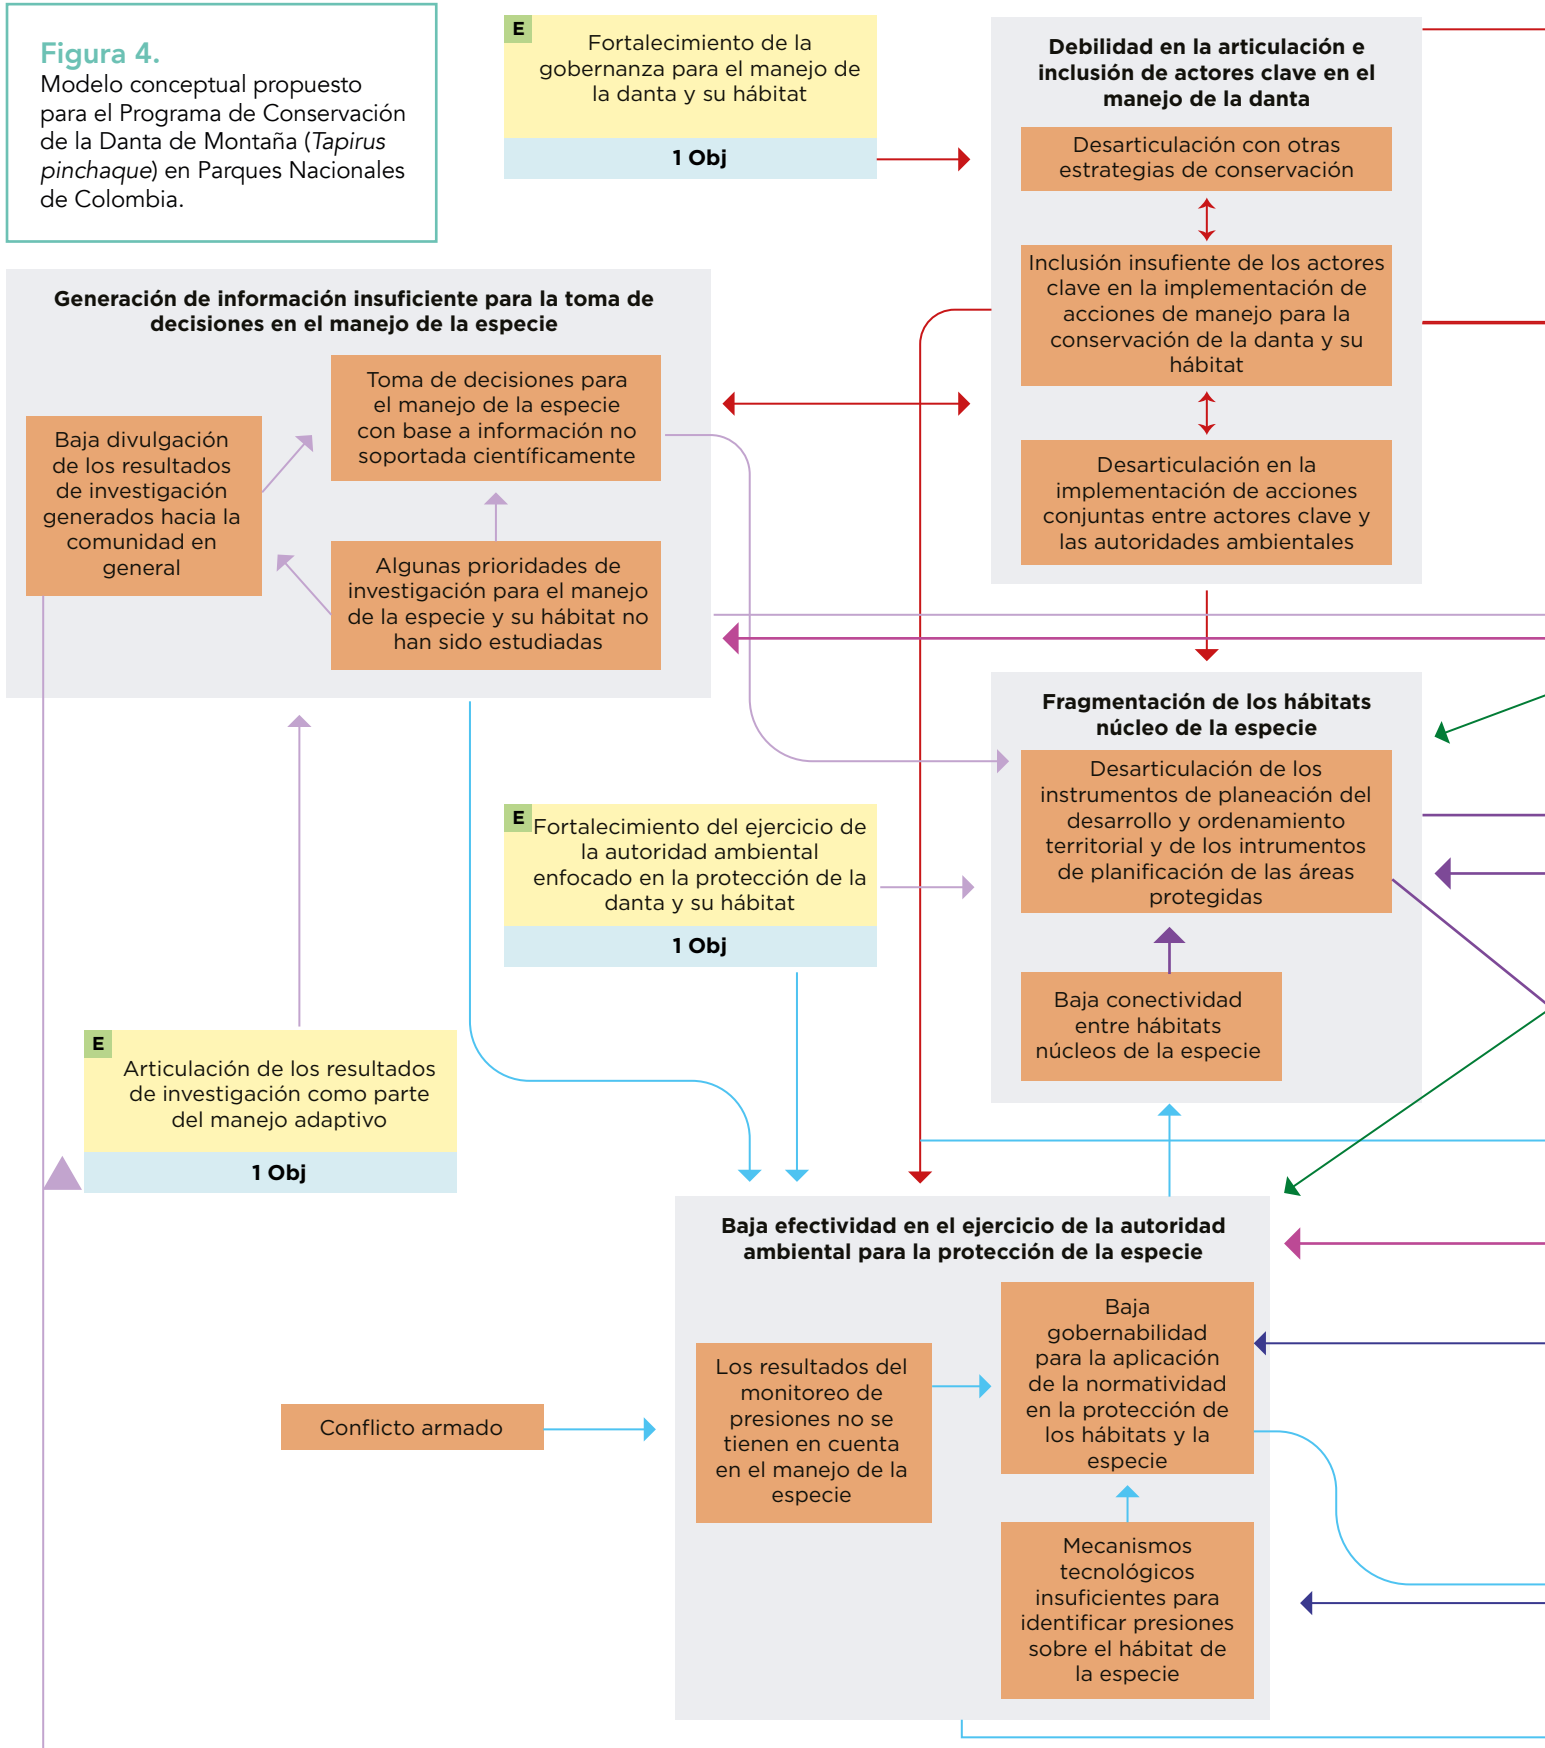 Figura 4.
Modelo conceptual propuesto
para el Programa de Conservación
de la Danta de Montaña (Tapirus
pinchaque) en Parques Nacionales
de Colombia.
E
Fortalecimiento de la
gobernanza para el manejo de
la danta y su hábitat
1 Obj
Debilidad en la articulación e
inclusión de actores clave en el
manejo de la danta
Desarticulación con otras
estrategias de conservación
Inclusión insufiente de los actores
clave en la implementación de
acciones de manejo para la
conservación de la danta y su
hábitat
Desarticulación en la
implementación de acciones
conjuntas entre actores clave y
las autoridades ambientales
Generación de información insuficiente para la toma de
decisiones en el manejo de la especie
Toma de decisiones para
el manejo de la especie
con base a información no
soportada científicamente
Baja divulgación
de los resultados
de investigación
generados hacia la
comunidad en
general
Algunas prioridades de
investigación para el manejo
de la especie y su hábitat no
han sido estudiadas
Fragmentación de los hábitats
núcleo de la especie
Desarticulación de los
instrumentos de planeación del
desarrollo y ordenamiento
territorial y de los intrumentos
de planificación de las áreas
protegidas
Baja conectividad
entre hábitats
núcleos de la especie
E
Fortalecimiento del ejercicio de
la autoridad ambiental
enfocado en la protección de la
danta y su hábitat
1 Obj
E
Articulación de los resultados
de investigación como parte
del manejo adaptivo
1 Obj
Baja efectividad en el ejercicio de la autoridad
ambiental para la protección de la especie
Los resultados del
monitoreo de
presiones no se
tienen en cuenta
en el manejo de la
especie
Baja
gobernabilidad
para la aplicación
de la normatividad
en la protección de
los hábitats y la
especie
Conflicto armado
Mecanismos
tecnológicos
insuficientes para
identificar presiones
sobre el hábitat de
la especie